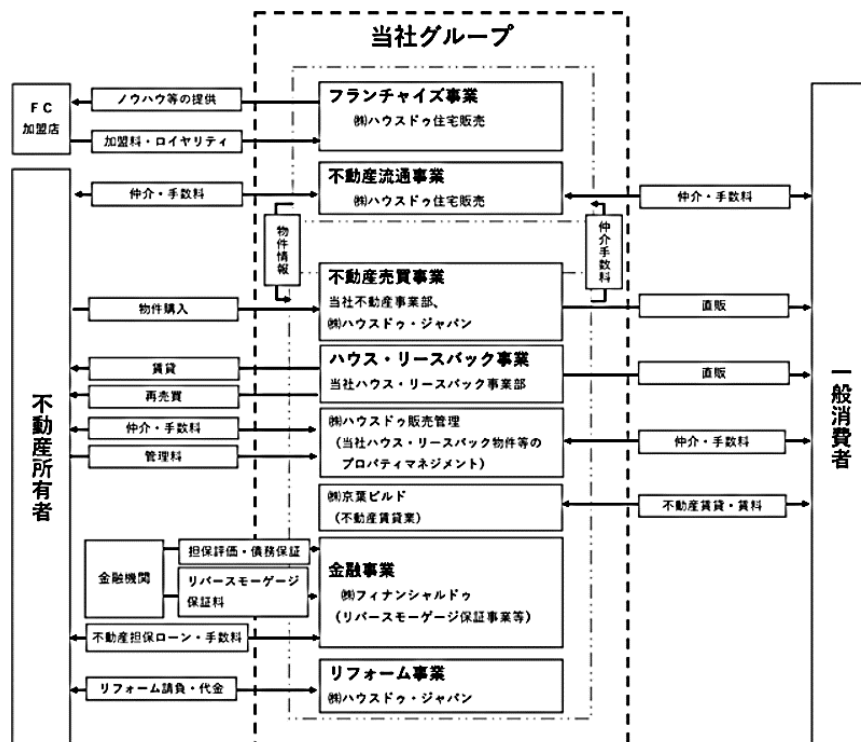 当社グループ
FC
加盟店
ノウハウ等の提供
加盟料・ロイヤリティ
フランチャイズ事業
㈱ハウスドゥ住宅販売
仲介・手数料
不動産流通事業
㈱ハウスドゥ住宅販売
仲介・手数料
物件情報
仲介手数料
物件購入
不動産売買事業
当社不動産事業部、
㈱ハウスドゥ・ジャパン
直販
賃貸
再売買
ハウス・リースバック事業
当社ハウス・リースバック事業部
直販
仲介・手数料
管理料
㈱ハウスドゥ販売管理
（当社ハウス・リースバック物件等の
プロパティマネジメント）
仲介・手数料
㈱京葉ビルド
（不動産賃貸業）
不動産賃貸・賃料
不動産所有者
一般消費者
金融機関
担保評価・債務保証
リバースモーゲージ
保証料
不動産担保ローン・手数料
金融事業
㈱フィナンシャルドゥ
（リバースモーゲージ保証事業等）
リフォーム請負・代金
リフォーム事業
㈱ハウスドゥ・ジャパン